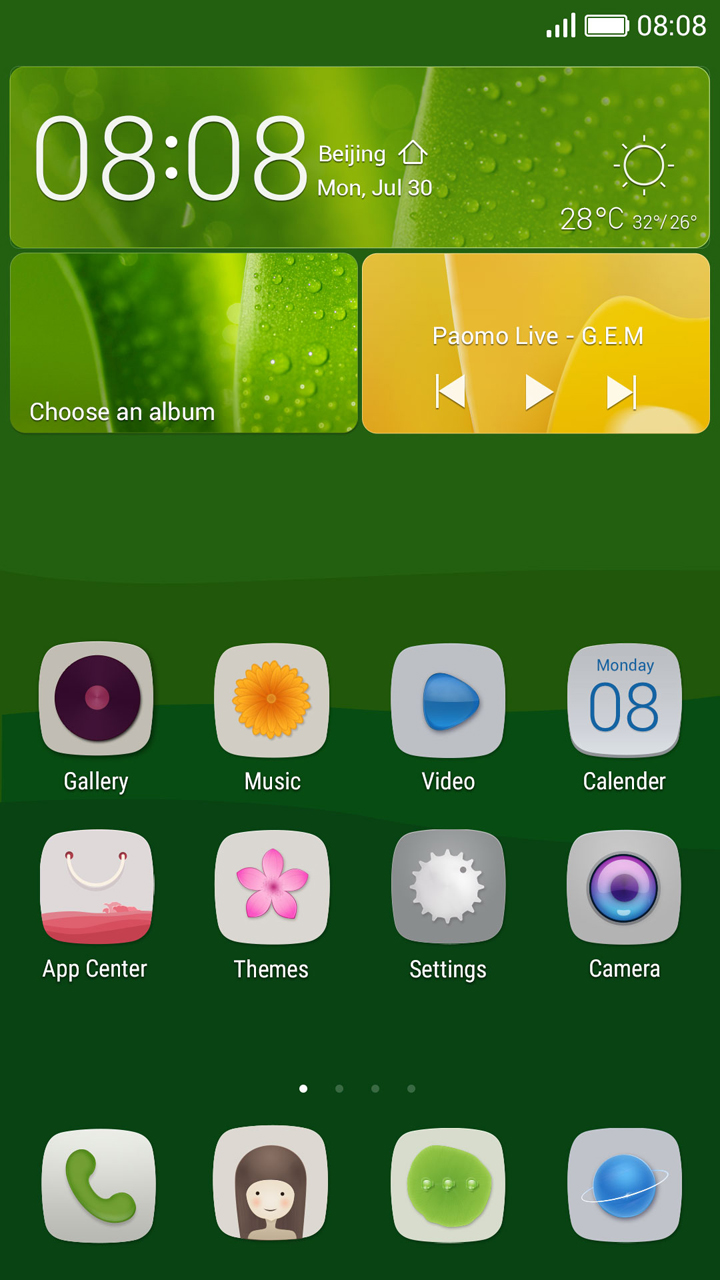 08:08
08:08
Beijing
Mon, Jul 30
28°C 32°/26°
Choose an album
Paomo Live - G.E.M
Monday
08
Gallery
Music
Video
Calender
App Center
Themes
Settings
Camera